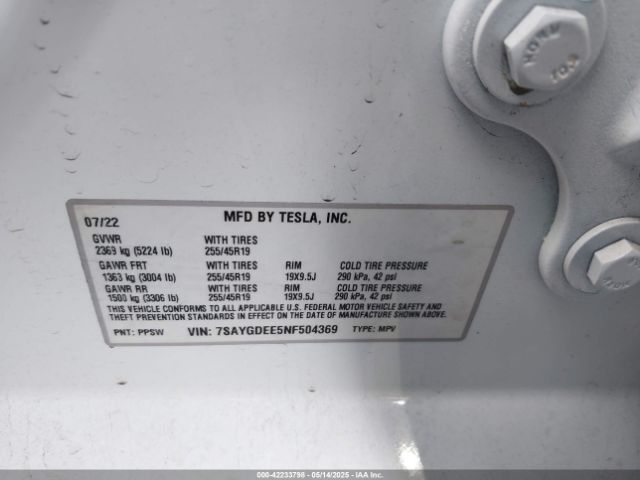 07/22 MFD BY TESLA, INC.
GVWR WITH TIRES
2369 kg (5224 lb) 255/45R19
GAWR FRT WITH TIRES RIM COLD TIRE PRESSURE
1363 kg (3004 lb) 255/45R19 19X9.5J 290 kPa, 42 psi
GAWR RR WITH TIRES RIM COLD TIRE PRESSURE
1500 kg (3306 lb) 255/45R19 19X9.5J 290 kPa, 42 psi
THIS VEHICLE CONFORMS TO ALL APPLICABLE U.S. FEDERAL MOTOR VEHICLE SAFETY AND
THEFT PREVENTION STANDARDS IN EFFECT ON THE DATE OF MANUFACTURE SHOWN ABOVE.
PNT: PPSW VIN: 7SAYGDEE5NF504369 TYPE: MPV
000-42233798 - 05/14/2025 - IAA Inc.